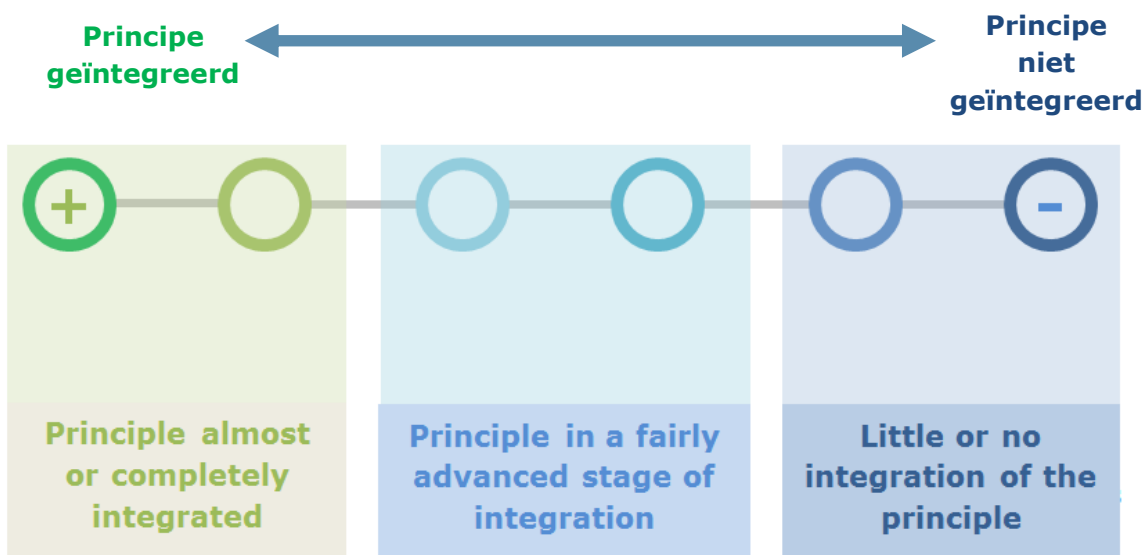 Principe
geïntegreerd
Principe
niet
geïntegreerd
+
-
Principle almost
or completely
integrated
Principle in a fairly
advanced stage of
integration
Little or no
integration of the
principle